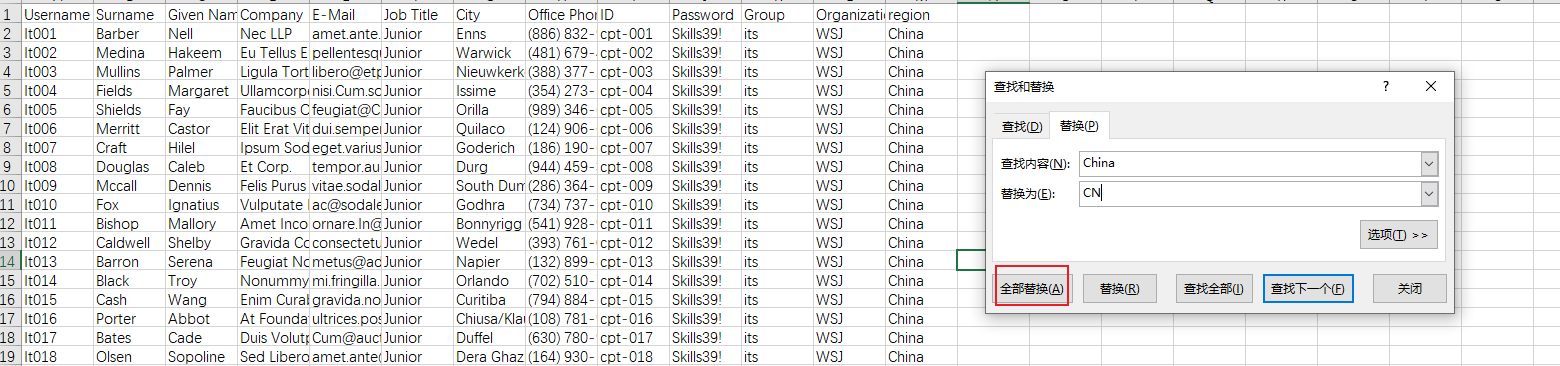 1 Username Surname Given Nam Company E-Mail Job Title City Office Phon ID Password Group Organizatio region
2 It001 Barber Nell Nec LLP amet.ante. Junior Enns (886) 832- cpt-001 Skills39! its WSJ China
3 It002 Medina Hakeem Eu Tellus E pellentesq Junior Warwick (481) 679- cpt-002 Skills39! its WSJ China
4 It003 Mullins Palmer Ligula Tort libero@etp Junior Nieuwkerk (388) 377- cpt-003 Skills39! its WSJ China
5 It004 Fields Margaret Ullamcorpe nisi.Cum.so Junior Issime (354) 273- cpt-004 Skills39! its WSJ China
6 It005 Shields Fay Faucibus O feugiat@C Junior Orilla (989) 346- cpt-005 Skills39! its WSJ China
7 It006 Merritt Castor Elit Erat Vit dui.sempe Junior Quilaco (124) 906- cpt-006 Skills39! its WSJ China
8 It007 Craft Hilel Ipsum Sod eget.varius Junior Goderich (186) 190- cpt-007 Skills39! its WSJ China
9 It008 Douglas Caleb Et Corp. tempor.au Junior Durg (944) 459- cpt-008 Skills39! its WSJ China
10 It009 Mccall Dennis Felis Purus vitae.sodal Junior South Dum (286) 364- cpt-009 Skills39! its WSJ China
11 It010 Fox Ignatius Vulputate ac@sodale Junior Godhra (734) 737- cpt-010 Skills39! its WSJ China
12 It011 Bishop Mallory Amet Inco ornare.In@ Junior Bonnyrigg (541) 928- cpt-011 Skills39! its WSJ China
13 It012 Caldwell Shelby Gravida Co consectetu Junior Wedel (393) 761- cpt-012 Skills39! its WSJ China
14 It013 Barron Serena Feugiat No metus@ac Junior Napier (132) 899- cpt-013 Skills39! its WSJ China
15 It014 Black Troy Nonummy mi.fringilla. Junior Orlando (702) 510- cpt-014 Skills39! its WSJ China
16 It015 Cash Wang Enim Curab gravida.no Junior Curitiba (794) 884- cpt-015 Skills39! its WSJ China
17 It016 Porter Abbot At Founda ultrices.pos Junior Chiusa/Klau (108) 781- cpt-016 Skills39! its WSJ China
18 It017 Bates Cade Duis Volutp Cum@auct Junior Duffel (630) 780- cpt-017 Skills39! its WSJ China
19 It018 Olsen Sopoline Sed Libero amet.ante@ Junior Dera Ghaz (164) 930- cpt-018 Skills39! its WSJ China
查找和替换 ?
查找(D) 替换(P)
查找内容(N): China
替换为(E): CN
选项(T) >>
全部替换(A) 替换(R) 查找全部(I) 查找下一个(F) 关闭